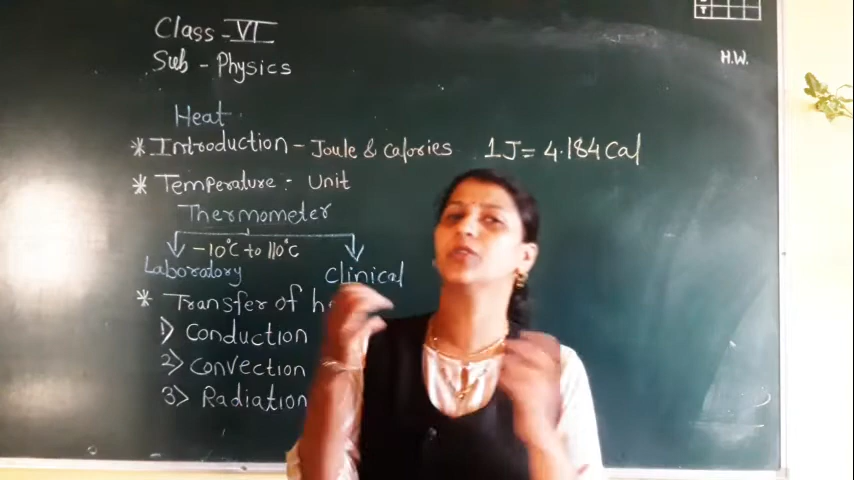 Class - VI
Sub - Physics
H.W.
Heat
* Introduction - Joule & Calories 1J = 4.184 Cal
* Temperature : Unit
Thermometer
-10°C to 110°C
Laboratory Clinical
* Transfer of h
1) Conduction
2) Convection
3) Radiation